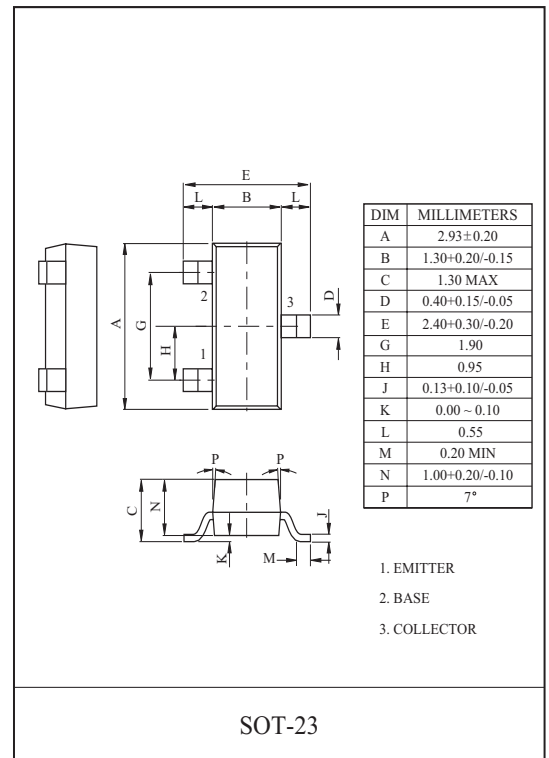 E
L B L
A
G
H
2
1
3
D
P P
C
N
K
M
J
DIM MILLIMETERS
A 2.93±0.20
B 1.30+0.20/-0.15
C 1.30 MAX
D 0.40+0.15/-0.05
E 2.40+0.30/-0.20
G 1.90
H 0.95
J 0.13+0.10/-0.05
K 0.00 ~ 0.10
L 0.55
M 0.20 MIN
N 1.00+0.20/-0.10
P 7°
1. EMITTER
2. BASE
3. COLLECTOR
SOT-23